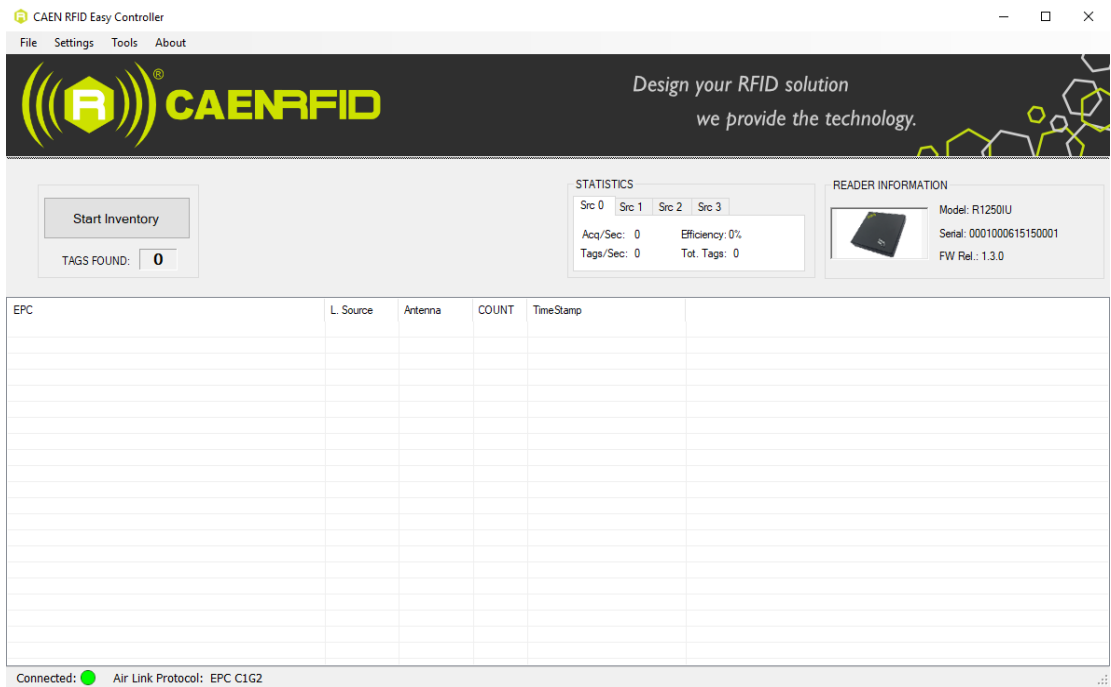 CAEN RFID Easy Controller
File Settings Tools About
R ® CAENRFID
Design your RFID solution
we provide the technology.
Start Inventory
TAGS FOUND: 0
STATISTICS
Src 0 Src 1 Src 2 Src 3
Acq/Sec: 0 Efficiency: 0%
Tags/Sec: 0 Tot. Tags: 0
READER INFORMATION
Model: R1250IU
Serial: 0001000615150001
FW Rel.: 1.3.0
EPC L. Source Antenna COUNT TimeStamp
Connected: Air Link Protocol: EPC C1G2